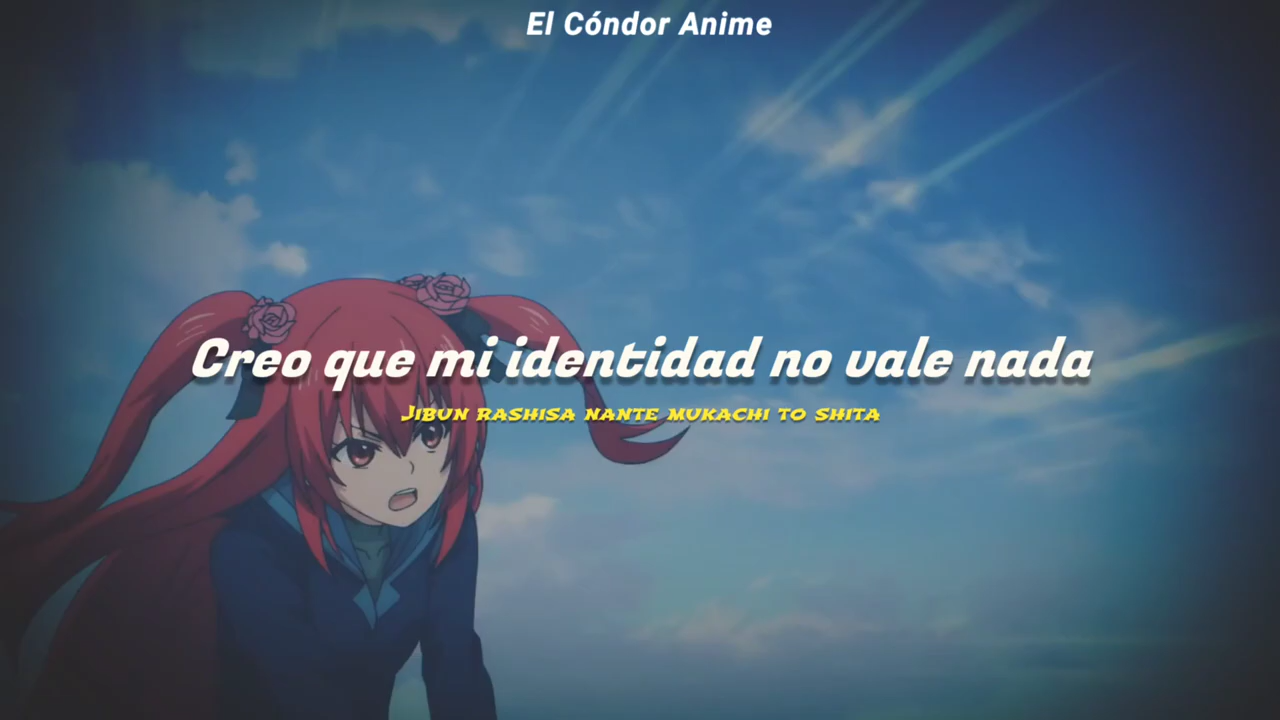 El Cóndor Anime
Creo que mi identidad no vale nada
Jibun rashisa nante mukachi to shita